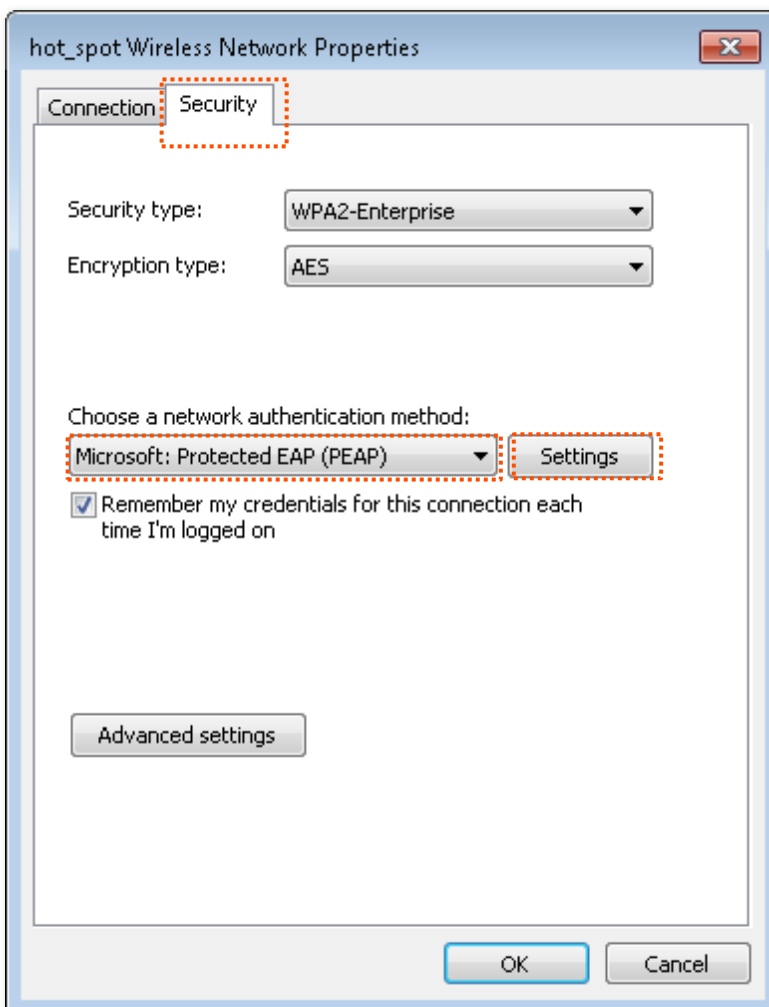 hot_spot Wireless Network Properties
Connection
Security
Security type:
WPA2-Enterprise
Encryption type:
AES
Choose a network authentication method:
Microsoft: Protected EAP (PEAP)
Settings
Remember my credentials for this connection each
time I'm logged on
Advanced settings
OK
Cancel